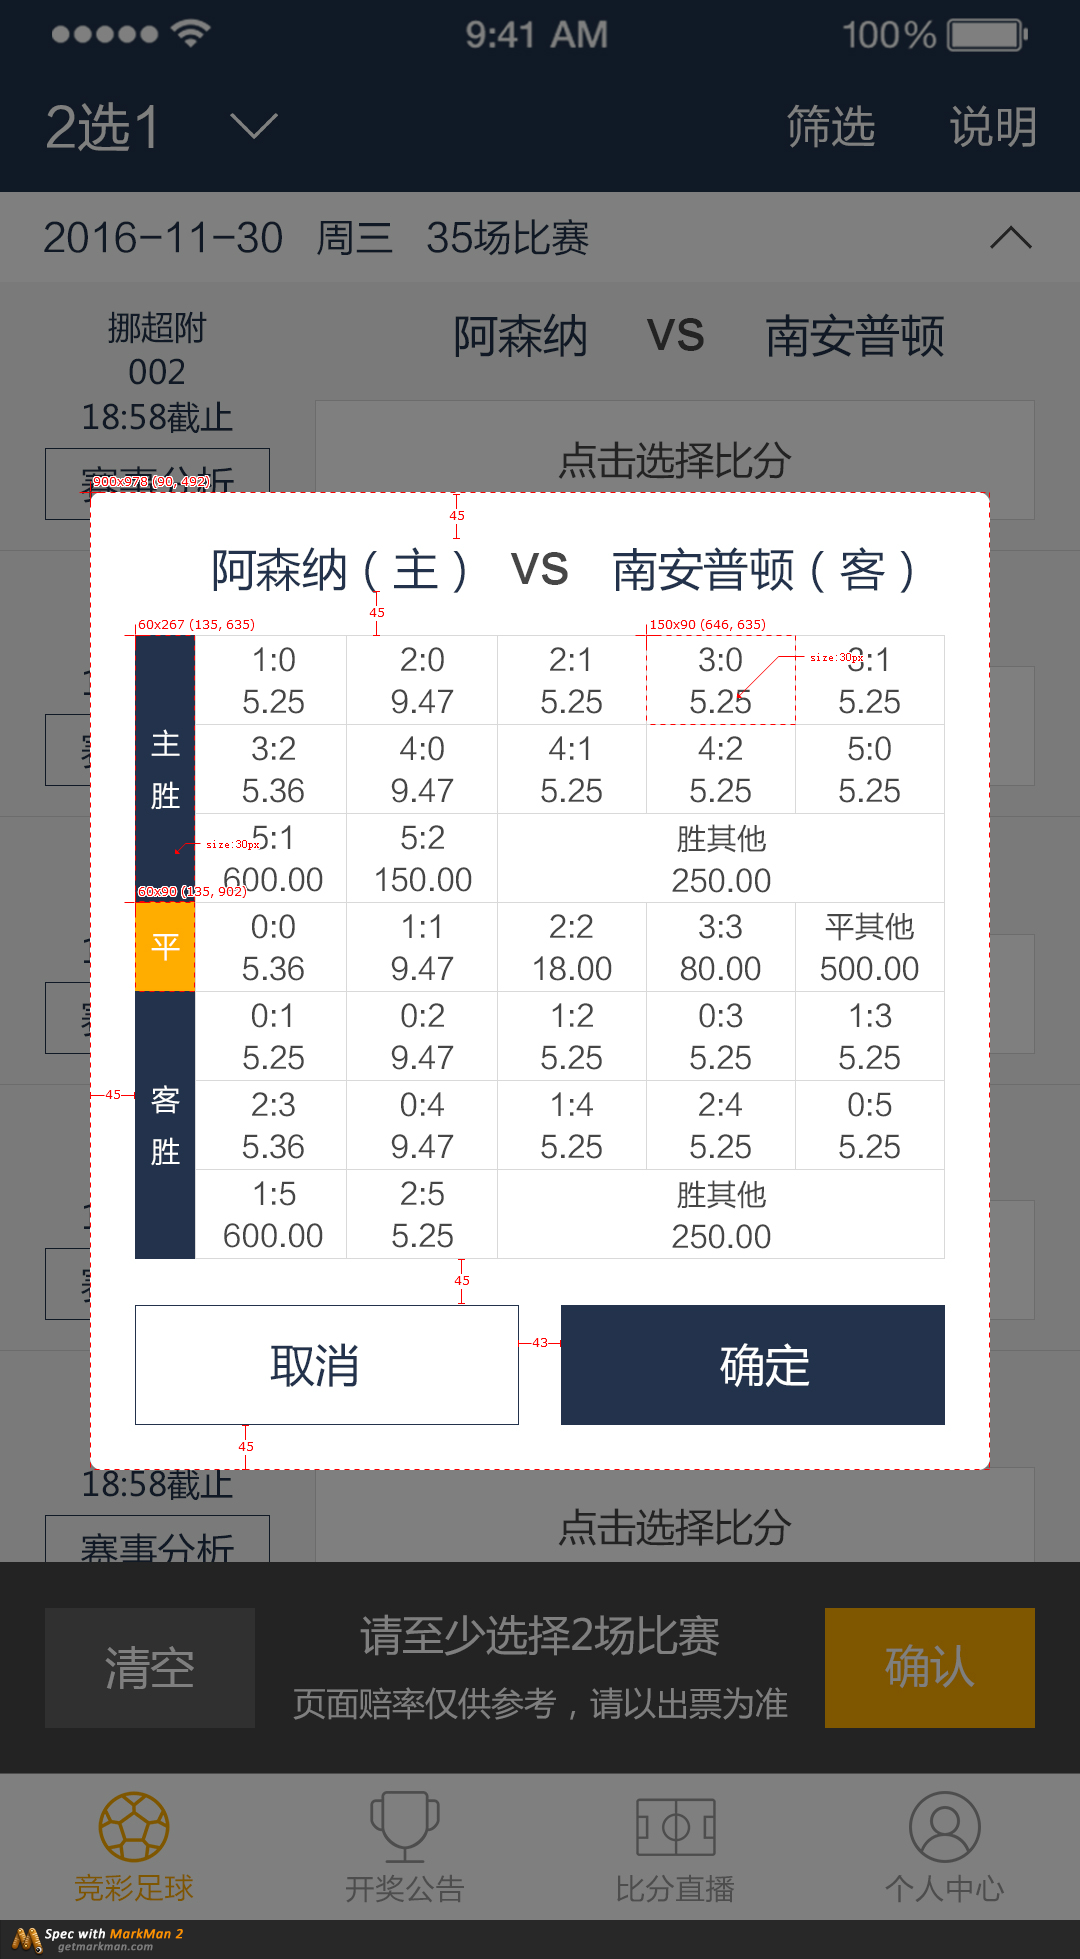 9:41 AM 100%
2选1 筛选 说明
2016-11-30 周三 35场比赛
挪超附
002
18:58截止
阿森纳 VS 南安普顿
点击选择比分
赛事分析
900x978 (90, 492)
45
阿森纳（主） VS 南安普顿（客）
45
60x267 (135, 635)
150x90 (646, 635)
主胜
1:0 2:0 2:1 3:0 3:1
size:30px
5.25 9.47 5.25 5.25 5.25
3:2 4:0 4:1 4:2 5:0
5.36 9.47 5.25 5.25 5.25
5:1 5:2 胜其他
size:30px
600.00 150.00 250.00
60x90 (135, 902)
平
0:0 1:1 2:2 3:3 平其他
5.36 9.47 18.00 80.00 500.00
客胜
0:1 0:2 1:2 0:3 1:3
5.25 9.47 5.25 5.25 5.25
45
2:3 0:4 1:4 2:4 0:5
5.36 9.47 5.25 5.25 5.25
1:5 2:5 胜其他
600.00 5.25 250.00
45
取消 43 确定
45
18:58截止
点击选择比分
赛事分析
清空
请至少选择2场比赛
页面赔率仅供参考，请以出票为准
确认
竞彩足球 开奖公告 比分直播 个人中心
Spec with MarkMan 2
getmarkman.com